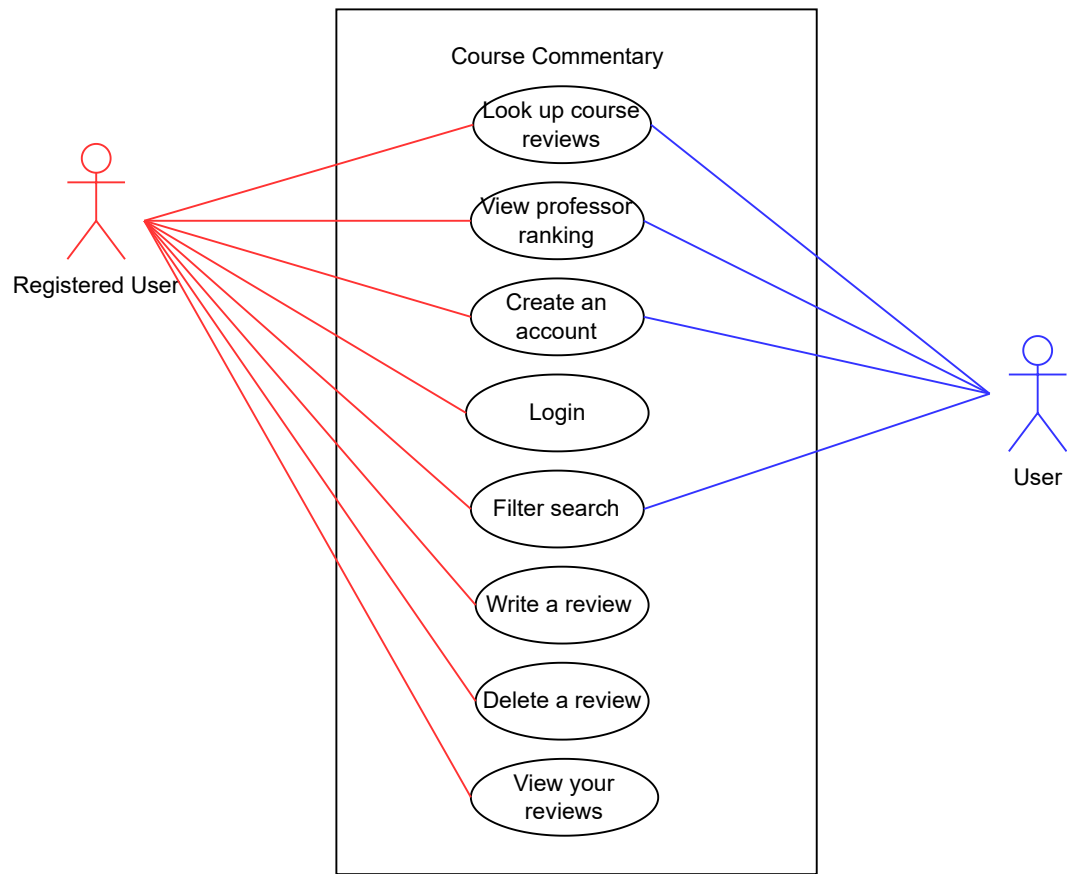 Course Commentary
Look up course
reviews
View professor
ranking
Registered User
Create an
account
Login
User
Filter search
Write a review
Delete a review
View your
reviews